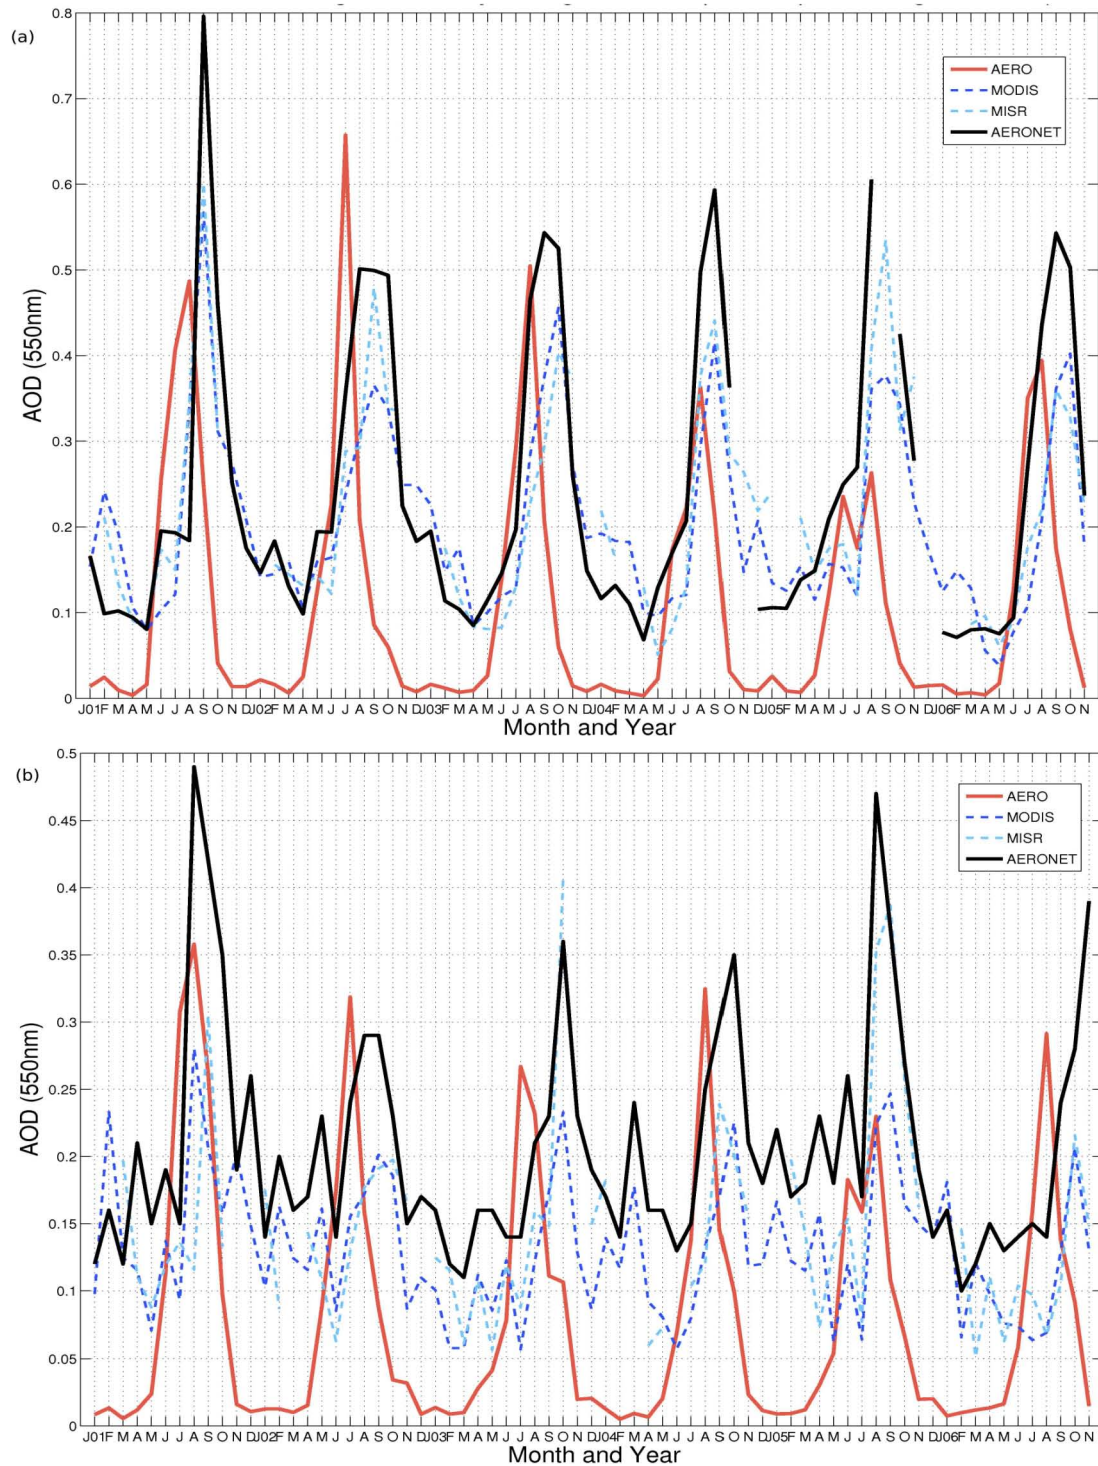 (a)
0.8
0.7
0.6
0.5
0.4
0.3
0.2
0.1
0
AOD (550nm)
AERO
MODIS
MISR
AERONET
J01F M A M J J A S O N DJ02F M A M J J A S O N DJ03F M A M J J A S O N DJ04F M A M J J A S O N DJ05F M A M J J A S O N DJ06F M A M J J A S O N
Month and Year
(b)
0.5
0.45
0.4
0.35
0.3
0.25
0.2
0.15
0.1
0.05
0
AOD (550nm)
AERO
MODIS
MISR
AERONET
J01F M A M J J A S O N DJ02F M A M J J A S O N DJ03F M A M J J A S O N DJ04F M A M J J A S O N DJ05F M A M J J A S O N DJ06F M A M J J A S O N
Month and Year